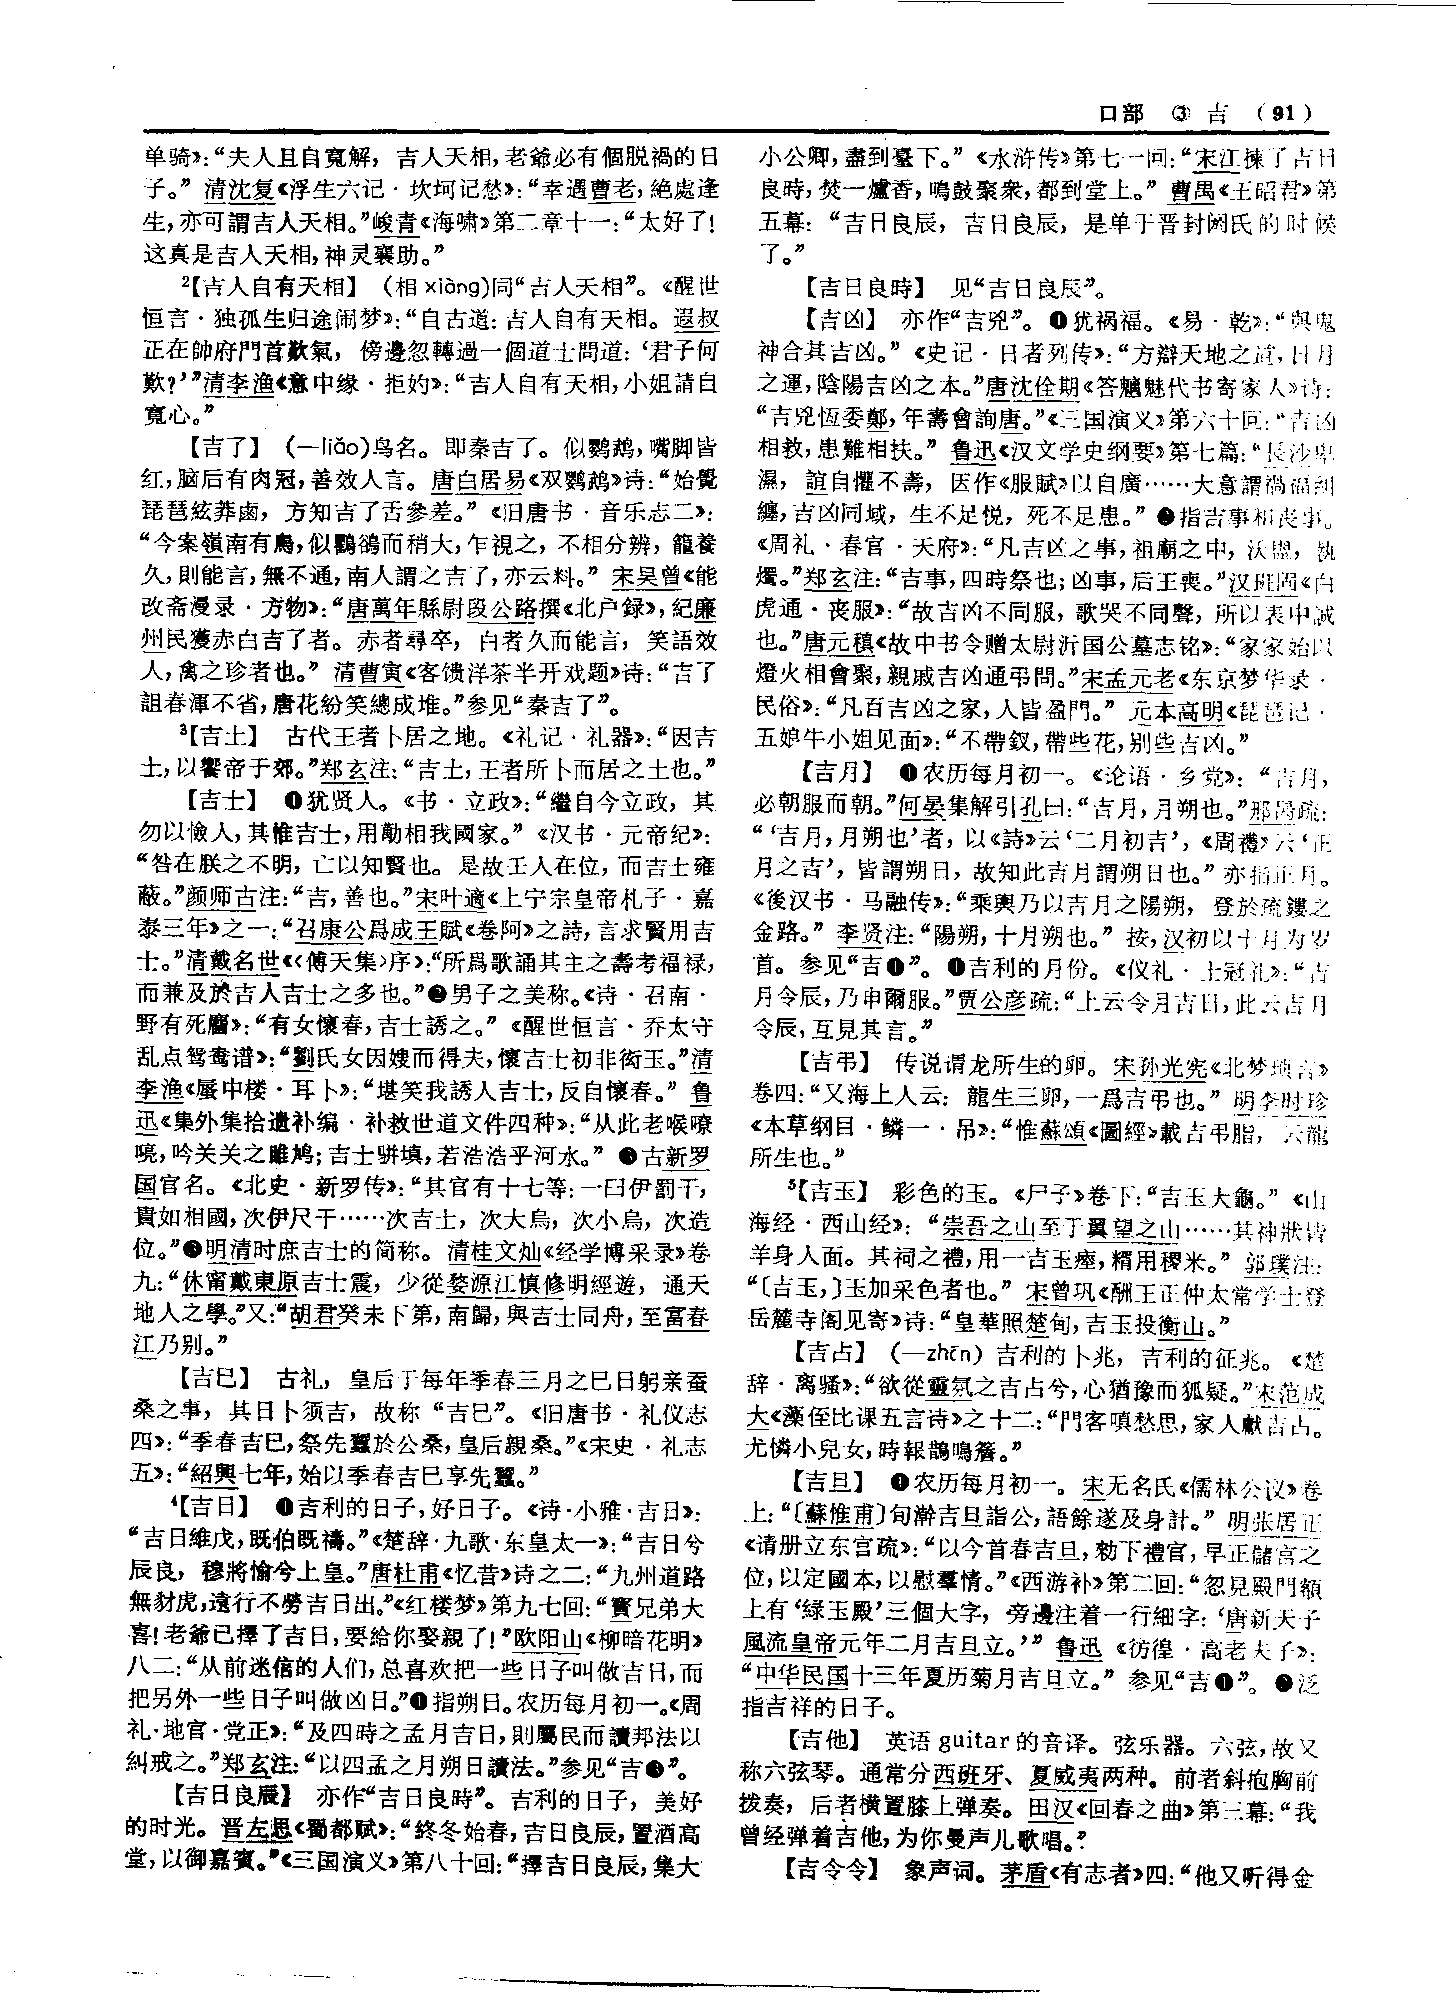 口部 ③ 吉 (91)
单骑》：“夫人且自寬解，吉人天相，老爺必有個脱禍的日
子。” 清沈复《浮生六记·坎坷记愁》：“幸遇曹老，絶處逢
生，亦可謂吉人天相。”峻青《海啸》第二章十一：“太好了！
这真是吉人天相，神灵襄助。”
²【吉人自有天相】 （相 xiàng）同“吉人天相”。《醒世
恒言·独孤生归途闹梦》：“自古道：吉人自有天相。遐叔
正在帥府門首歎氣，傍邊忽轉過一個道士問道：‘君子何
歎？’”清李渔《意中缘·拒妁》：“吉人自有天相，小姐請自
寬心。”
【吉了】 （—liǎo）鸟名。即秦吉了。似鹦鹉，嘴脚皆
红，脑后有肉冠，善效人言。唐白居易《双鹦鹉》诗：“始覺
琵琶絃莽鹵，方知吉了舌參差。”《旧唐书·音乐志二》：
“今案嶺南有鳥，似鸜鵒而稍大，乍視之，不相分辨，籠養
久，則能言，無不通，南人謂之吉了，亦云料。” 宋吴曾《能
改斋漫录·方物》：“唐萬年縣尉段公路撰《北户録》，紀廉
州民獲赤白吉了者。赤者尋卒，白者久而能言，笑語效
人，禽之珍者也。” 清曹寅《客馈洋茶半开戏题》诗：“吉了
詛春渾不省，唐花紛笑總成堆。”参见“秦吉了”。
³【吉土】 古代王者卜居之地。《礼记·礼器》：“因吉
土，以饗帝于郊。”郑玄注：“吉土，王者所卜而居之土也。”
【吉士】 ❶犹贤人。《书·立政》：“繼自今立政，其
勿以憸人，其惟吉士，用勱相我國家。”《汉书·元帝纪》：
“咎在朕之不明，亡以知賢也。是故壬人在位，而吉士雍
蔽。”颜师古注：“吉，善也。”宋叶適《上宁宗皇帝札子·嘉
泰三年》之一：“召康公爲成王賦《卷阿》之詩，言求賢用吉
士。”清戴名世《〈傅天集〉序》：“所爲歌誦其主之壽考福禄，
而兼及於吉人吉士之多也。”❷男子之美称。《诗·召南·
野有死麕》：“有女懷春，吉士誘之。”《醒世恒言·乔太守
乱点鸳鸯谱》：“劉氏女因嫂而得夫，懷吉士初非衒玉。”清
李渔《蜃中楼·耳卜》：“堪笑我誘人吉士，反自懷春。” 鲁
迅《集外集拾遗补编·补救世道文件四种》：“从此老喉嘹
喨，吟关关之雎鸠；吉士骈填，若浩浩乎河水。” ❸古新罗
国官名。《北史·新罗传》：“其官有十七等：一曰伊罰干，
貴如相國，次伊尺干……次吉士，次大烏，次小烏，次造
位。”❹明清时庶吉士的简称。清桂文灿《经学博采录》卷
九：“休甯戴東原吉士震，少從婺源江慎修明經遊，通天
地人之學。”又：“胡君癸未下第，南歸，與吉士同舟，至富春
江乃别。”
【吉巳】 古礼，皇后于每年季春三月之巳日躬亲蚕
桑之事，其日卜须吉，故称“吉巳”。《旧唐书·礼仪志
四》：“季春吉巳，祭先蠶於公桑，皇后親桑。”《宋史·礼志
五》：“紹興七年，始以季春吉巳享先蠶。”
⁴【吉日】 ❶吉利的日子，好日子。《诗·小雅·吉日》：
“吉日維戊，既伯既禱。”《楚辞·九歌·东皇太一》：“吉日兮
辰良，穆將愉兮上皇。”唐杜甫《忆昔》诗之二：“九州道路
無豺虎，遠行不勞吉日出。”《红楼梦》第九七回：“寶兄弟大
喜！老爺已擇了吉日，要給你娶親了！”欧阳山《柳暗花明》
八二：“从前迷信的人们，总喜欢把一些日子叫做吉日，而
把另外一些日子叫做凶日。”❷指朔日。农历每月初一。《周
礼·地官·党正》：“及四時之孟月吉日，則屬民而讀邦法以
糾戒之。”郑玄注：“以四孟之月朔日讀法。”参见“吉❸”。
【吉日良辰】 亦作“吉日良時”。吉利的日子，美好
的时光。晋左思《蜀都赋》：“終冬始春，吉日良辰，置酒高
堂，以御嘉賓。”《三国演义》第八十回：“擇吉日良辰，集大
小公卿，盡到臺下。”《水浒传》第七一回：“宋江揀了吉日
良時，焚一爐香，鳴鼓聚衆，都到堂上。” 曹禺《王昭君》第
五幕：“吉日良辰，吉日良辰，是单于晋封阏氏的时候
了。”
【吉日良時】 见“吉日良辰”。
【吉凶】 亦作“吉兇”。❶犹祸福。《易·乾》：“與鬼
神合其吉凶。”《史记·日者列传》：“方辯天地之道，日月
之運，陰陽吉凶之本。”唐沈佺期《答魑魅代书寄家人》诗：
“吉兇恆委鄭，年壽會詢唐。”《三国演义》第六十回：“吉凶
相救，患難相扶。” 鲁迅《汉文学史纲要》第七篇：“長沙卑
濕，誼自懼不壽，因作《服賦》以自廣……大意謂禍福糾
纏，吉凶同域，生不足悦，死不足患。” ❷指吉事和丧事。
《周礼·春官·天府》：“凡吉凶之事，祖廟之中，沃盥，執
燭。”郑玄注：“吉事，四時祭也；凶事，后王喪。”汉班固《白
虎通·丧服》：“故吉凶不同服，歌哭不同聲，所以表中誠
也。”唐元稹《故中书令赠太尉沂国公墓志铭》：“家家始以
燈火相會聚，親戚吉凶通弔問。”宋孟元老《东京梦华录·
民俗》：“凡百吉凶之家，人皆盈門。” 元本高明《琵琶记·
五娘牛小姐见面》：“不帶釵，帶些花，别些吉凶。”
【吉月】 ❶农历每月初一。《论语·乡党》：“吉月，
必朝服而朝。”何晏集解引孔曰：“吉月，月朔也。”邢昺疏：
“‘吉月，月朔也’者，以《詩》云‘二月初吉’，《周禮》云‘正
月之吉’，皆謂朔日，故知此吉月謂朔日也。” 亦指正月。
《後汉书·马融传》：“乘輿乃以吉月之陽朔，登於疏鏤之
金路。” 李贤注：“陽朔，十月朔也。” 按，汉初以十月为岁
首。参见“吉❶”。❷吉利的月份。《仪礼·士冠礼》：“吉
月令辰，乃申爾服。”贾公彦疏：“上云令月吉日，此云吉月
令辰，互見其言。”
【吉弔】 传说谓龙所生的卵。宋孙光宪《北梦琐言》
卷四：“又海上人云：龍生三卵，一爲吉弔也。” 明李时珍
《本草纲目·鳞一·吊》：“惟蘇頌《圖經》載吉弔脂，云龍
所生也。”
⁵【吉玉】 彩色的玉。《尸子》卷下：“吉玉大龜。”《山
海经·西山经》：“崇吾之山至于翼望之山……其神狀皆
羊身人面。其祠之禮，用一吉玉瘞，糈用稷米。” 郭璞注：
“〔吉玉，〕玉加采色者也。” 宋曾巩《酬王正仲太常学士登
岳麓寺阁见寄》诗：“皇華照楚甸，吉玉投衡山。”
【吉占】 （—zhān）吉利的卜兆，吉利的征兆。《楚
辞·离骚》：“欲從靈氛之吉占兮，心猶豫而狐疑。”宋范成
大《藻侄比课五言诗》之十二：“門客嗔愁思，家人獻吉占。
尤憐小兒女，時報鵲鳴簷。”
【吉旦】 ❶农历每月初一。宋无名氏《儒林公议》卷
上：“〔蘇惟甫〕旬澣吉旦詣公，語餘遂及身計。” 明张居正
《请册立东宫疏》：“以今首春吉旦，勅下禮官，早正儲宫之
位，以定國本，以慰羣情。”《西游补》第二回：“忽見殿門額
上有‘緑玉殿’三個大字，旁邊注着一行細字：‘唐新天子
風流皇帝元年二月吉旦立。’” 鲁迅《彷徨·高老夫子》：
“中华民国十三年夏历菊月吉旦立。” 参见“吉❶”。❷泛
指吉祥的日子。
【吉他】 英语 guitar 的音译。弦乐器。六弦，故又
称六弦琴。通常分西班牙、夏威夷两种。前者斜抱胸前
拨奏，后者横置膝上弹奏。田汉《回春之曲》第三幕：“我
曾经弹着吉他，为你曼声儿歌唱。”
【吉令令】 象声词。茅盾《有志者》四：“他又听得金